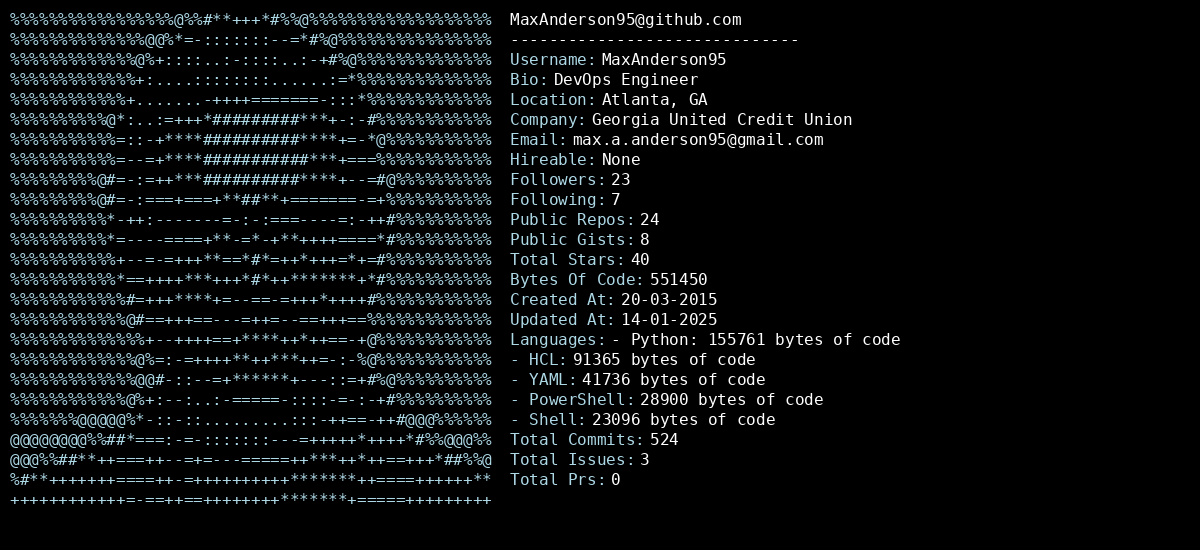 MaxAnderson95@github.com
------------------------------
Username: MaxAnderson95
Bio: DevOps Engineer
Location: Atlanta, GA
Company: Georgia United Credit Union
Email: max.a.anderson95@gmail.com
Hireable: None
Followers: 23
Following: 7
Public Repos: 24
Public Gists: 8
Total Stars: 40
Bytes Of Code: 551450
Created At: 20-03-2015
Updated At: 14-01-2025
Languages: - Python: 155761 bytes of code
- HCL: 91365 bytes of code
- YAML: 41736 bytes of code
- PowerShell: 28900 bytes of code
- Shell: 23096 bytes of code
Total Commits: 524
Total Issues: 3
Total Prs: 0